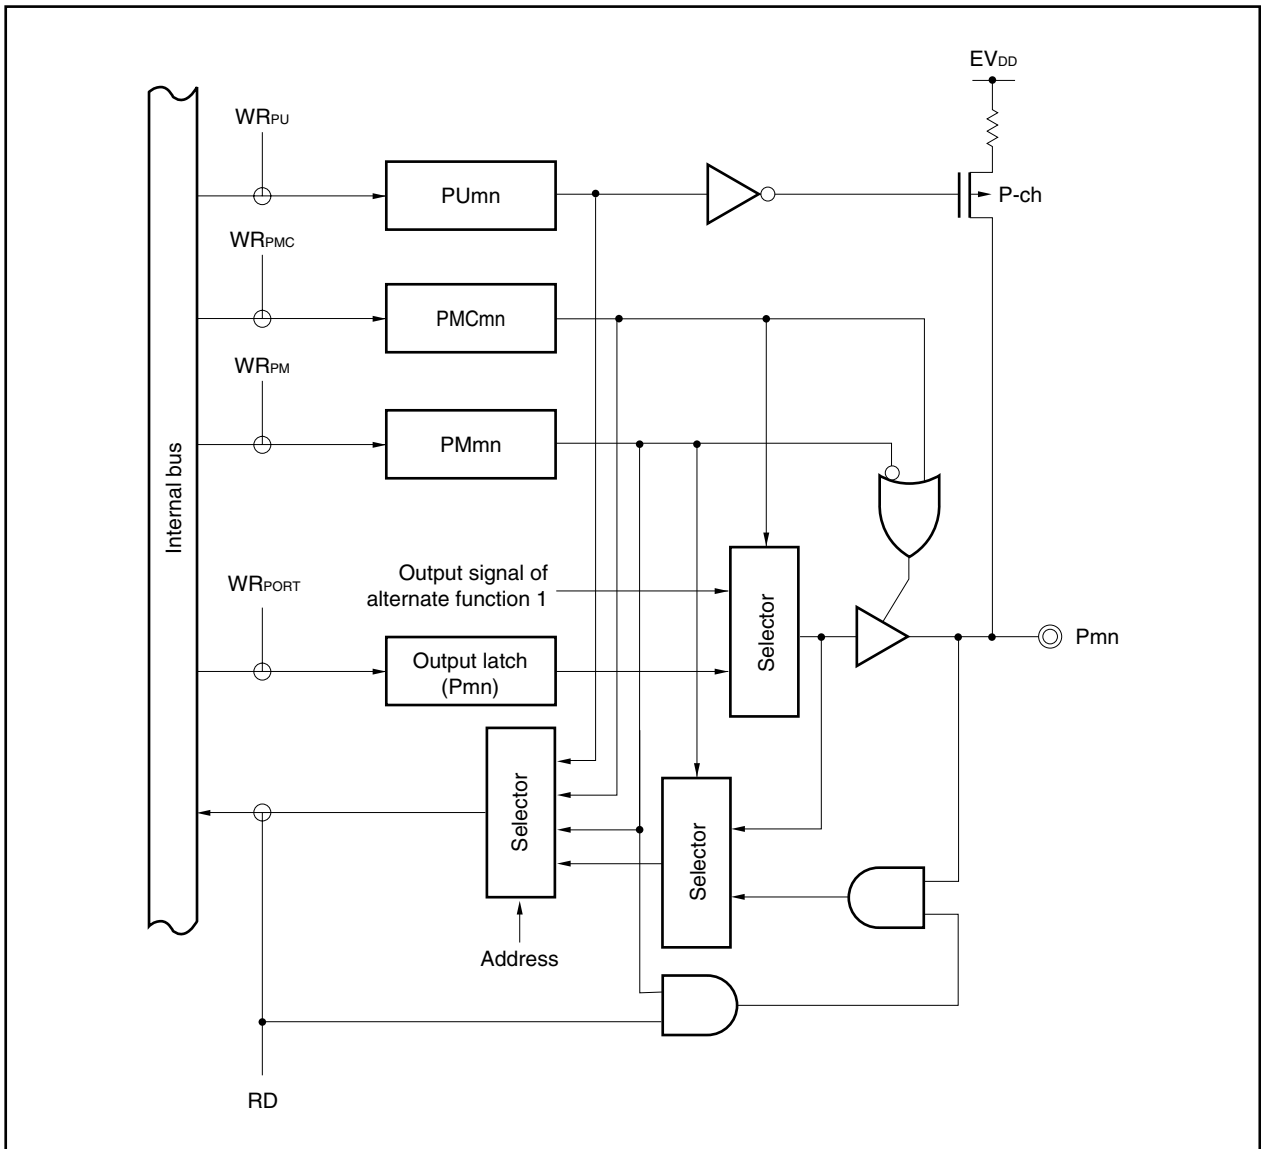 EVDD
WRPU
PUmn
P-ch
WRPMC
PMCmn
WRPM
PMmn
Internal bus
Output signal of
alternate function 1
Selector
WRPORT
Output latch
(Pmn)
Pmn
Selector
Selector
Address
RD